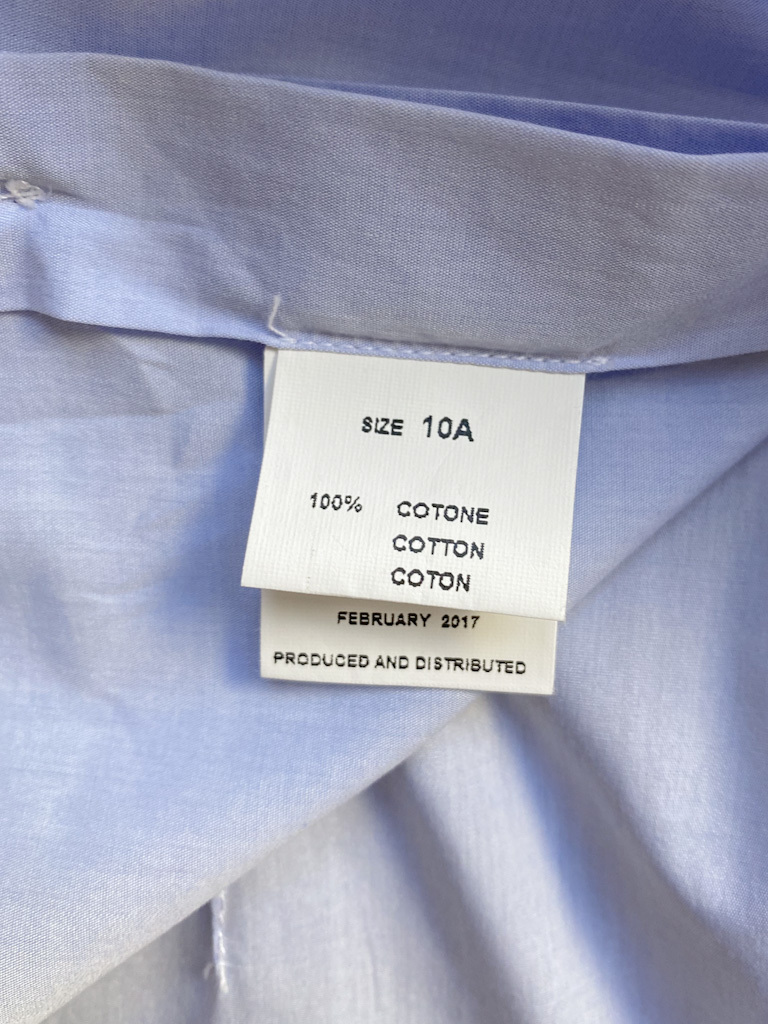 SIZE 10A
100% COTONE
COTTON
COTON
FEBRUARY 2017
PRODUCED AND DISTRIBUTED